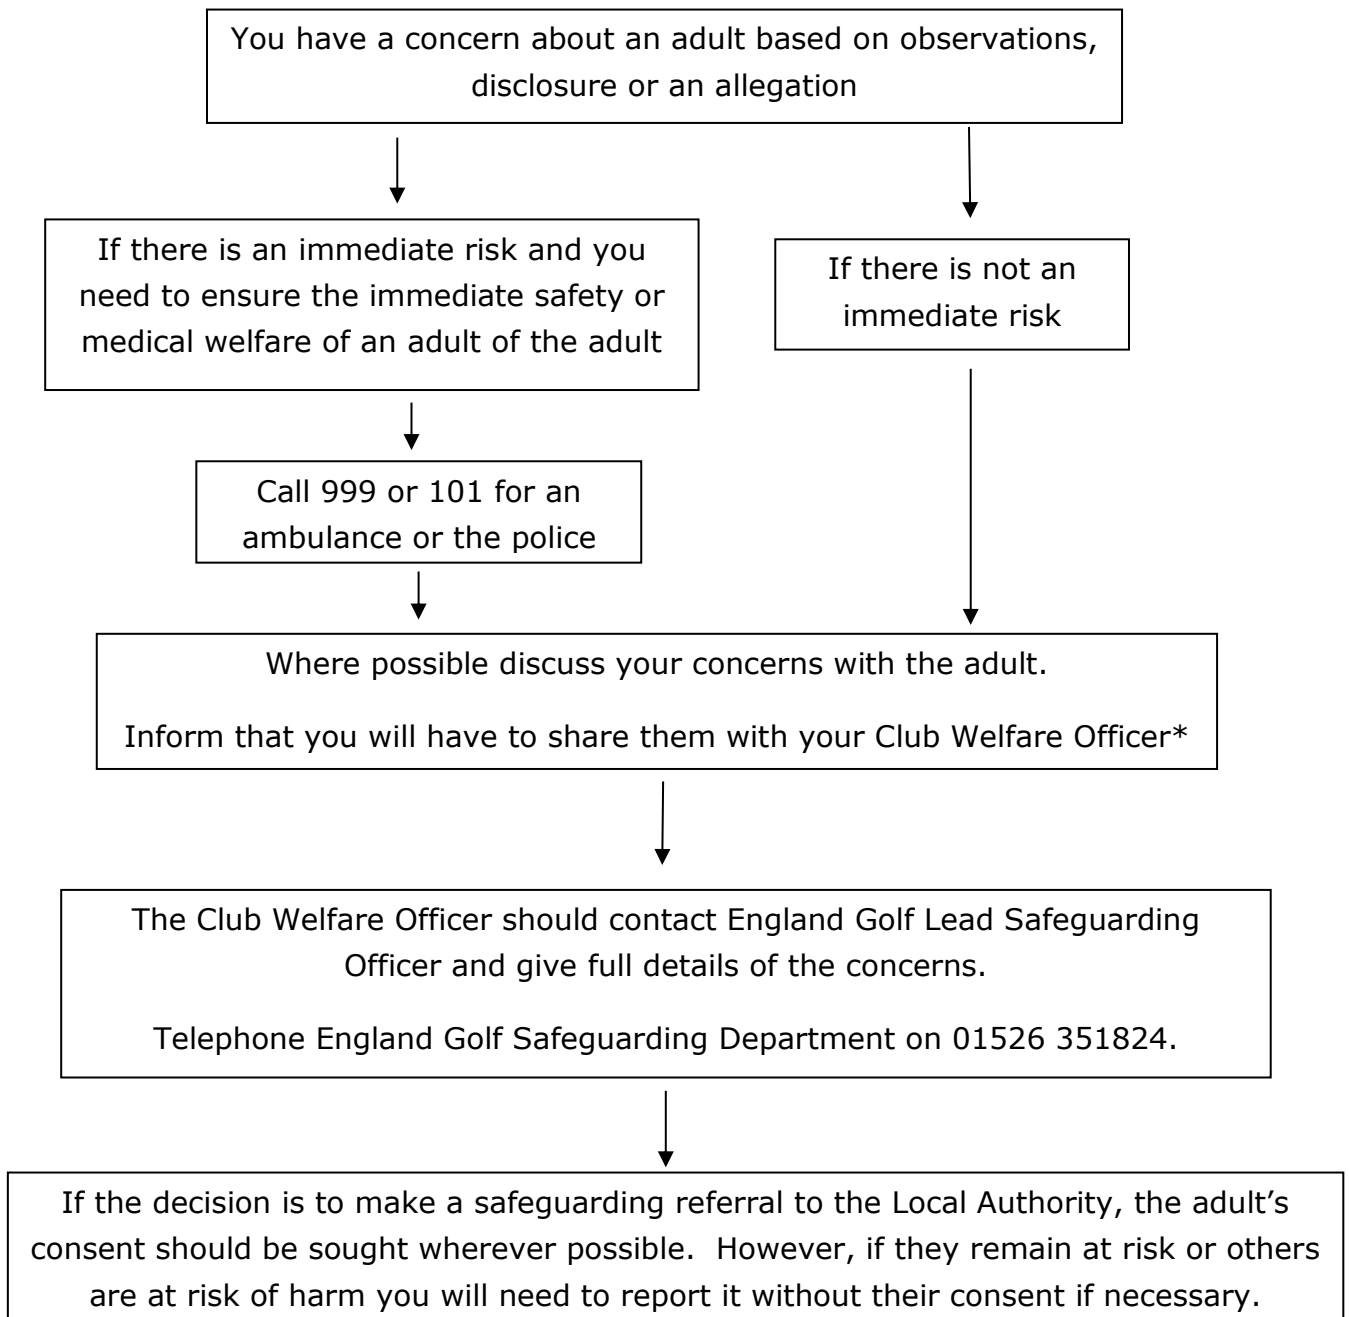 You have a concern about an adult based on observations,
disclosure or an allegation
If there is an immediate risk and you
need to ensure the immediate safety or
medical welfare of an adult of the adult
If there is not an
immediate risk
Call 999 or 101 for an
ambulance or the police
Where possible discuss your concerns with the adult.
Inform that you will have to share them with your Club Welfare Officer*
The Club Welfare Officer should contact England Golf Lead Safeguarding
Officer and give full details of the concerns.
Telephone England Golf Safeguarding Department on 01526 351824.
If the decision is to make a safeguarding referral to the Local Authority, the adult’s
consent should be sought wherever possible.  However, if they remain at risk or others
are at risk of harm you will need to report it without their consent if necessary.